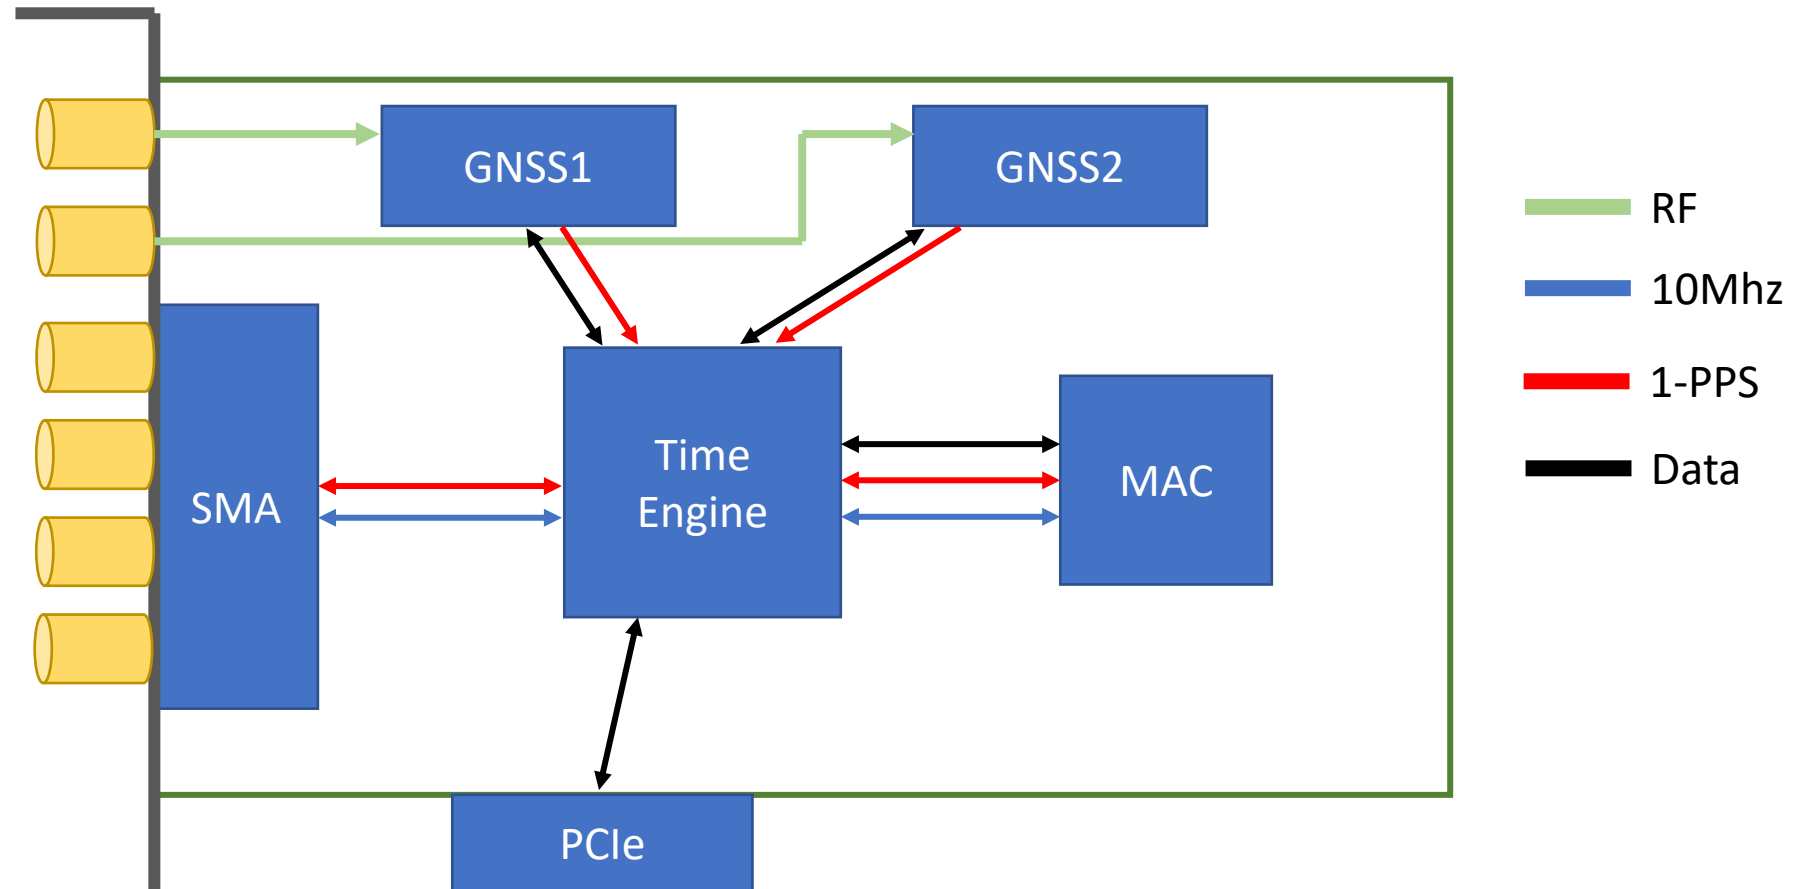 GNSS1
GNSS2
RF
10Mhz
1-PPS
Data
SMA
Time
Engine
MAC
PCIe